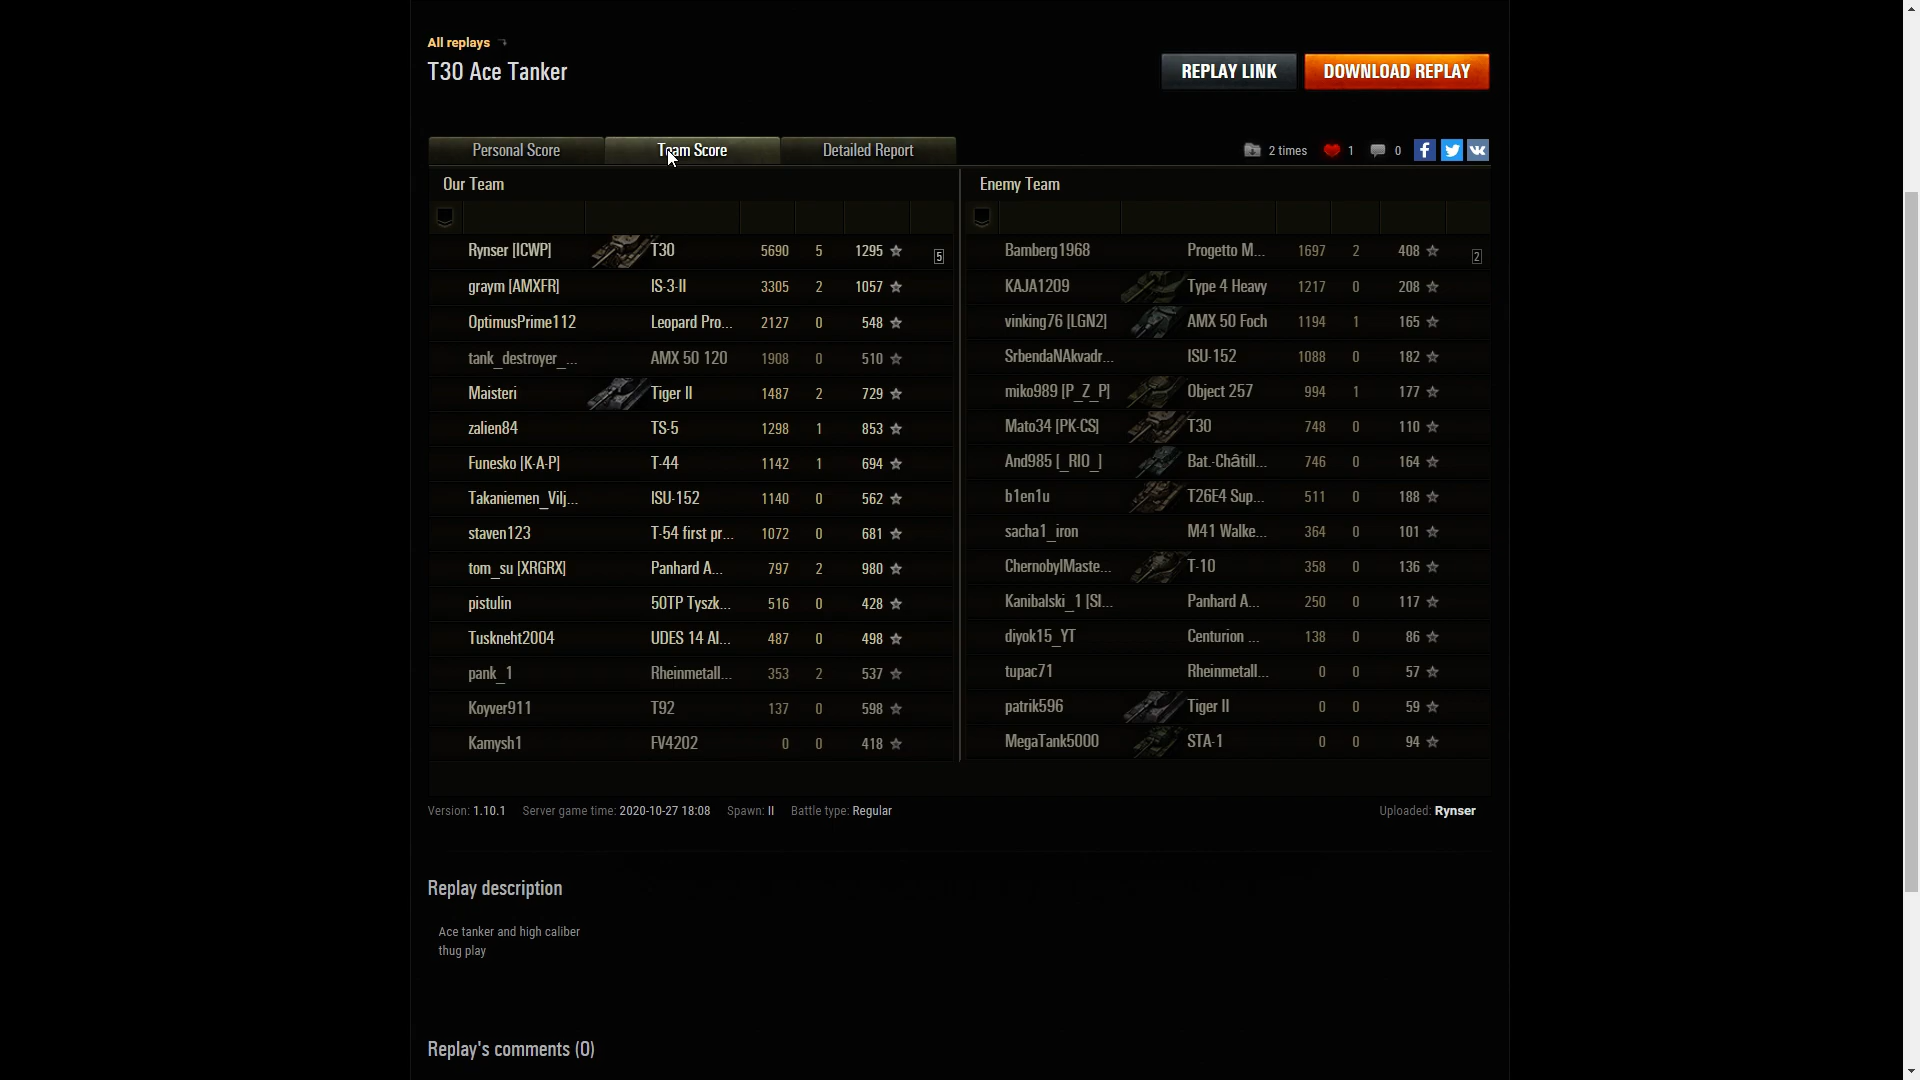 All replays
T30 Ace Tanker
REPLAY LINK
DOWNLOAD REPLAY
Personal Score
Team Score
Detailed Report
2 times
1
0
Our Team
Enemy Team
Rynser [ICWP] T30 5690 5 1295 5
graym [AMXFR] IS-3-II 3305 2 1057
OptimusPrime112 Leopard Pro... 2127 0 548
tank_destroyer_... AMX 50 120 1908 0 510
Maisteri Tiger II 1487 2 729
zalien84 TS-5 1298 1 853
Funesko [K-A-P] T-44 1142 1 694
Takaniemen_Vilj... ISU-152 1140 0 562
staven123 T-54 first pr... 1072 0 681
tom_su [XRGRX] Panhard A... 797 2 980
pistulin 50TP Tyszk... 516 0 428
Tuskneht2004 UDES 14 Al... 487 0 498
pank_1 Rheinmetall... 353 2 537
Koyver911 T92 137 0 598
Kamysh1 FV4202 0 0 418
Bamberg1968 Progetto M... 1697 2 408 2
KAJA1209 Type 4 Heavy 1217 0 208
vinking76 [LGN2] AMX 50 Foch 1194 1 165
SrbendaNAkvadr... ISU-152 1088 0 182
miko989 [P_Z_P] Object 257 994 1 177
Mato34 [PK-CS] T30 748 0 110
And985 [_RIO_] Bat.-Châtill... 746 0 164
b1en1u T26E4 Sup... 511 0 188
sacha1_iron M41 Walke... 364 0 101
ChernobylMaste... T-10 358 0 136
Kanibalski_1 [SI... Panhard A... 250 0 117
diyok15_YT Centurion ... 138 0 86
tupac71 Rheinmetall... 0 0 57
patrik596 Tiger II 0 0 59
MegaTank5000 STA-1 0 0 94
Version: 1.10.1 Server game time: 2020-10-27 18:08 Spawn: II Battle type: Regular
Uploaded: Rynser
Replay description
Ace tanker and high caliber
thug play
Replay's comments (0)